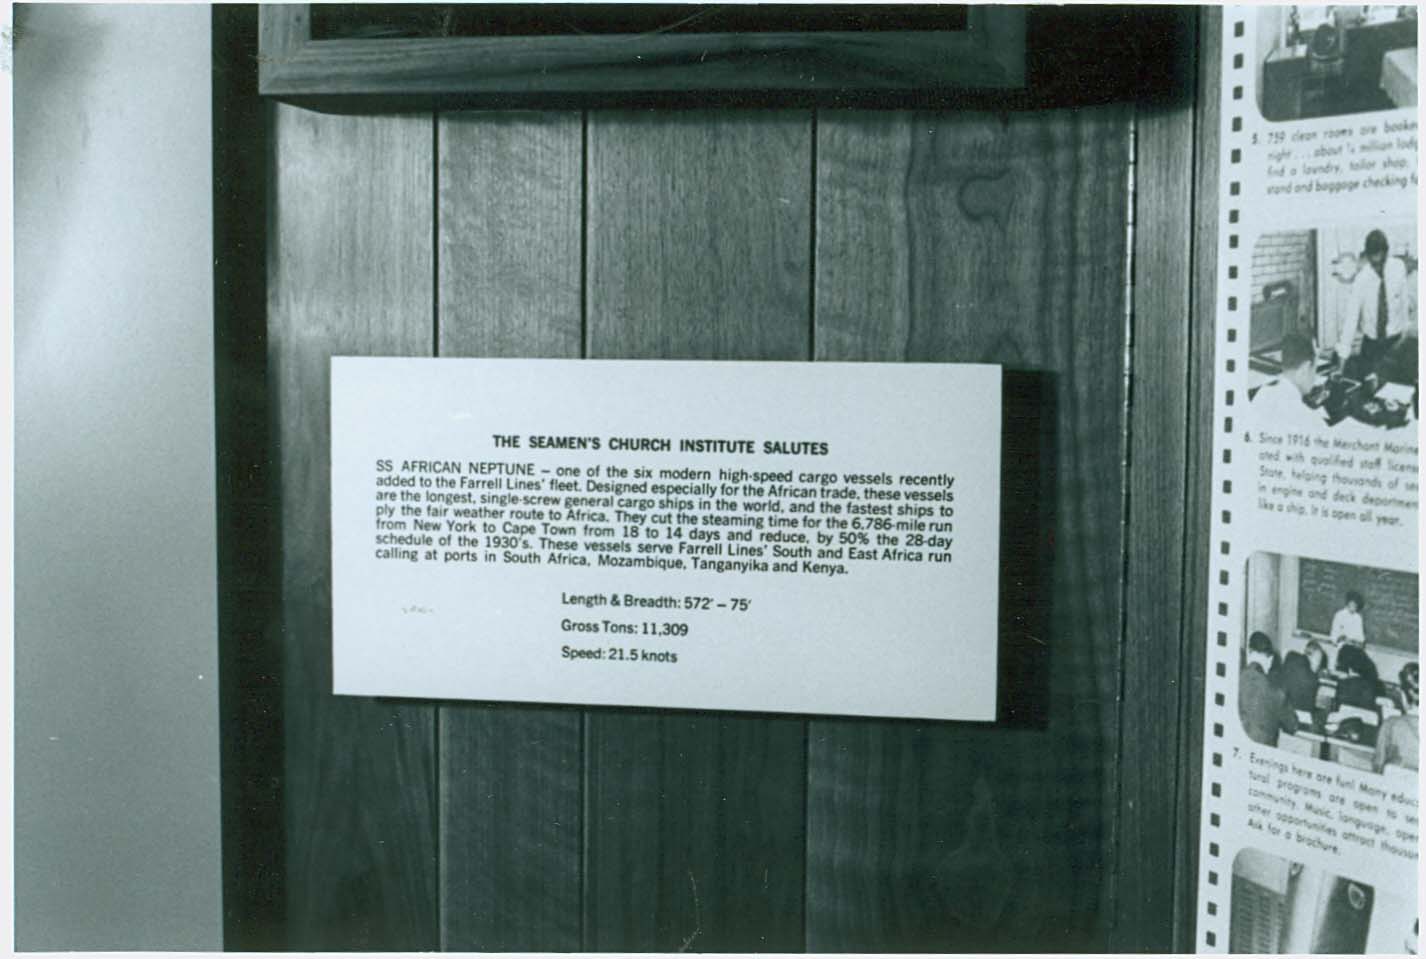 THE SEAMEN'S CHURCH INSTITUTE SALUTES
SS AFRICAN NEPTUNE – one of the six modern high-speed cargo vessels recently
added to the Farrell Lines' fleet. Designed especially for the African trade, these vessels
are the longest, single-screw general cargo ships in the world, and the fastest ships to
ply the fair weather route to Africa. They cut the steaming time for the 6,786-mile run
from New York to Cape Town from 18 to 14 days and reduce, by 50% the 28-day
schedule of the 1930's. These vessels serve Farrell Lines' South and East Africa run
calling at ports in South Africa, Mozambique, Tanganyika and Kenya.
Length & Breadth: 572' – 75'
Gross Tons: 11,309
Speed: 21.5 knots
5. 759 clean rooms are
night . . . about ¼ million
find a laundry, tailor shop,
stand and baggage checking
6. Since 1916 the Merchant Marine
ated with qualified staff
State, helping thousands of
in engine and deck
like a ship. It is open all year.
7. Evenings here are fun! Many
tural programs are open to
community. Music, language,
other opportunities attract
Ask for a brochure.